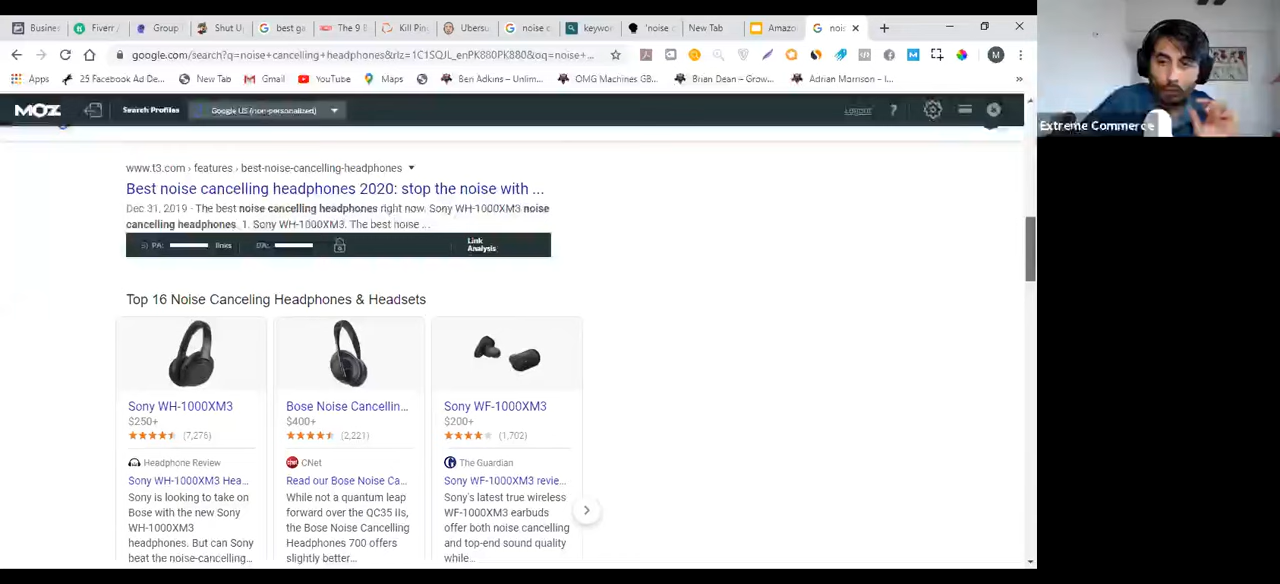 Busine
Fiverr /
Group
Shut U
best ga
The 9 B
Kill Pin
Ubersu
noise c
keywo
'noise c
New Tab
Amazo
noi
google.com/search?q=noise+cancelling+headphones&rlz=1C1SQJL_enPK880PK880&oq=noise+...
M
Apps
25 Facebook Ad De...
New Tab
Gmail
YouTube
Maps
Ben Adkins – Unlim...
OMG Machines GB...
Brian Dean – Grow...
Adrian Morrison – I...
»
MOZ
Search Profiles
Google US (non-personalized)
Logout
?
Extreme Commerce
www.t3.com › features › best-noise-cancelling-headphones
Best noise cancelling headphones 2020: stop the noise with ...
Dec 31, 2019 - The best noise cancelling headphones right now. Sony WH-1000XM3 noise
cancelling headphones. 1. Sony WH-1000XM3. The best noise ...
PA:
links
DA:
Link
Analysis
Top 16 Noise Canceling Headphones & Headsets
Sony WH-1000XM3
$250+
(7,275)
Headphone Review
Sony WH-1000XM3 Hea...
Sony is looking to take on
Bose with the new Sony
WH-1000XM3
headphones. But can Sony
beat the noise-cancelling...
Bose Noise Cancellin...
$400+
(2,221)
CNet
Read our Bose Noise Ca...
While not a quantum leap
forward over the QC35 IIs,
the Bose Noise Cancelling
Headphones 700 offers
slightly better...
Sony WF-1000XM3
$200+
(1,702)
The Guardian
Sony WF-1000XM3 revie...
Sony's latest true wireless
WF-1000XM3 earbuds
offer both noise cancelling
and top-end sound quality
while...